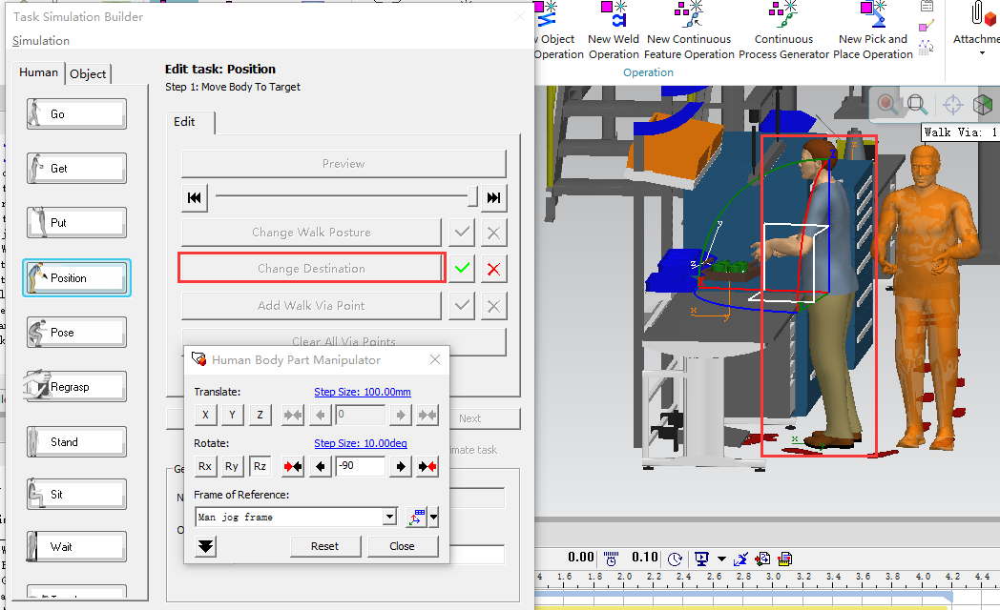 Task Simulation Builder
Simulation
Human
Object
Go
Get
Put
Position
Pose
Regrasp
Stand
Sit
Wait
Edit task: Position
Step 1: Move Body To Target
Edit
Preview
Change Walk Posture
Change Destination
Add Walk Via Point
Clear All Via Points
Next
Human Body Part Manipulator
Translate:
Step Size: 100.00mm
X Y Z 0
Rotate:
Step Size: 10.00deg
Rx Ry Rz -90
Frame of Reference:
Man jog frame
Reset
Close
Object
Operation
New Weld
Operation
New Continuous
Feature Operation
Continuous
Process Generator
New Pick and
Place Operation
Operation
Walk Via: 1
0.00
0.10
1.6 1.8 2.0 2.2 2.4 2.6 2.8 3.0 3.2 3.4 3.6 3.8 4.0 4.2 4.4